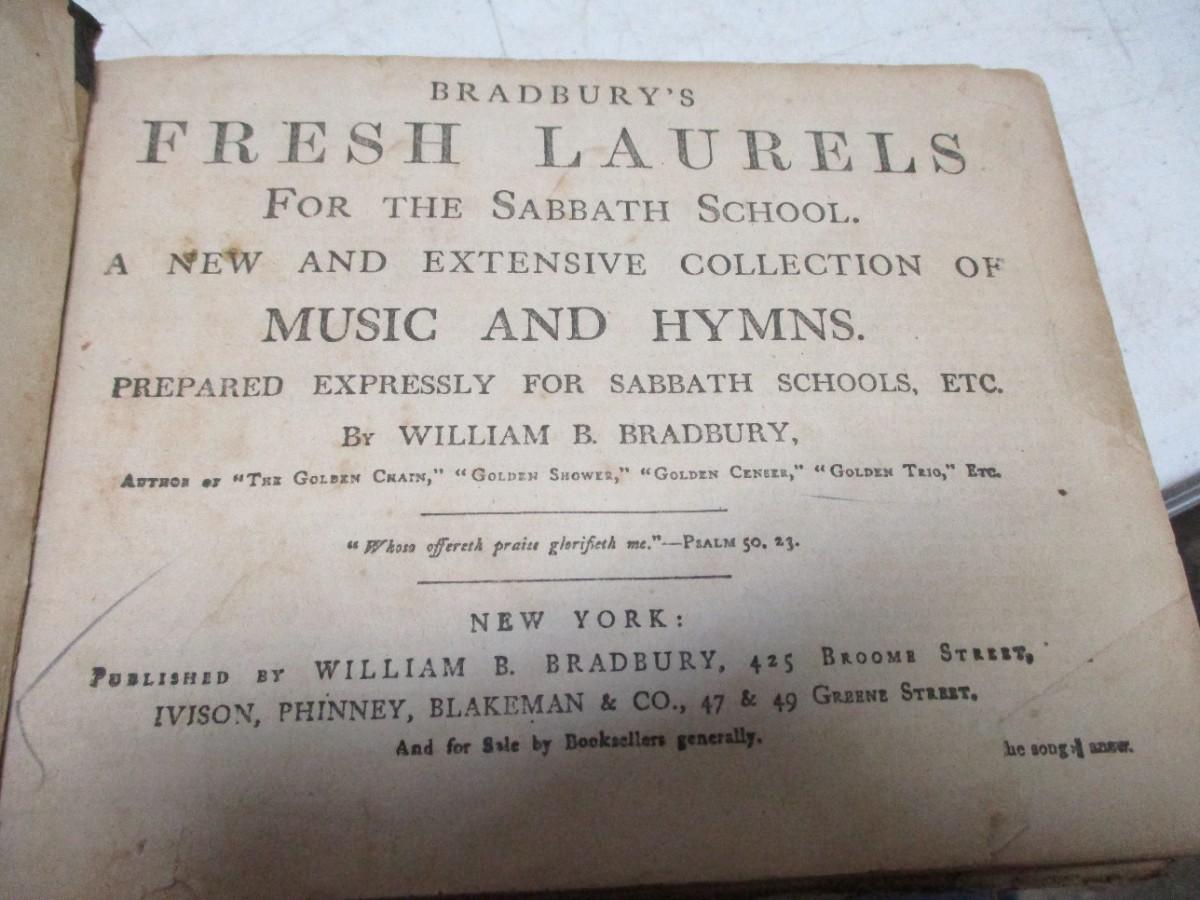 BRADBURY'S
FRESH LAURELS
FOR THE SABBATH SCHOOL.
A NEW AND EXTENSIVE COLLECTION OF
MUSIC AND HYMNS.
PREPARED EXPRESSLY FOR SABBATH SCHOOLS, ETC.
BY WILLIAM B. BRADBURY,
AUTHOR OF "THE GOLDEN CHAIN," "GOLDEN SHOWER," "GOLDEN CENSER," "GOLDEN TRIO," ETC.
"Whoso offereth praise glorifieth me."—PSALM 50, 23.
NEW YORK:
PUBLISHED BY WILLIAM B. BRADBURY, 425 BROOME STREET,
IVISON, PHINNEY, BLAKEMAN & CO., 47 & 49 GREENE STREET.
And for Sale by Booksellers generally.
he song